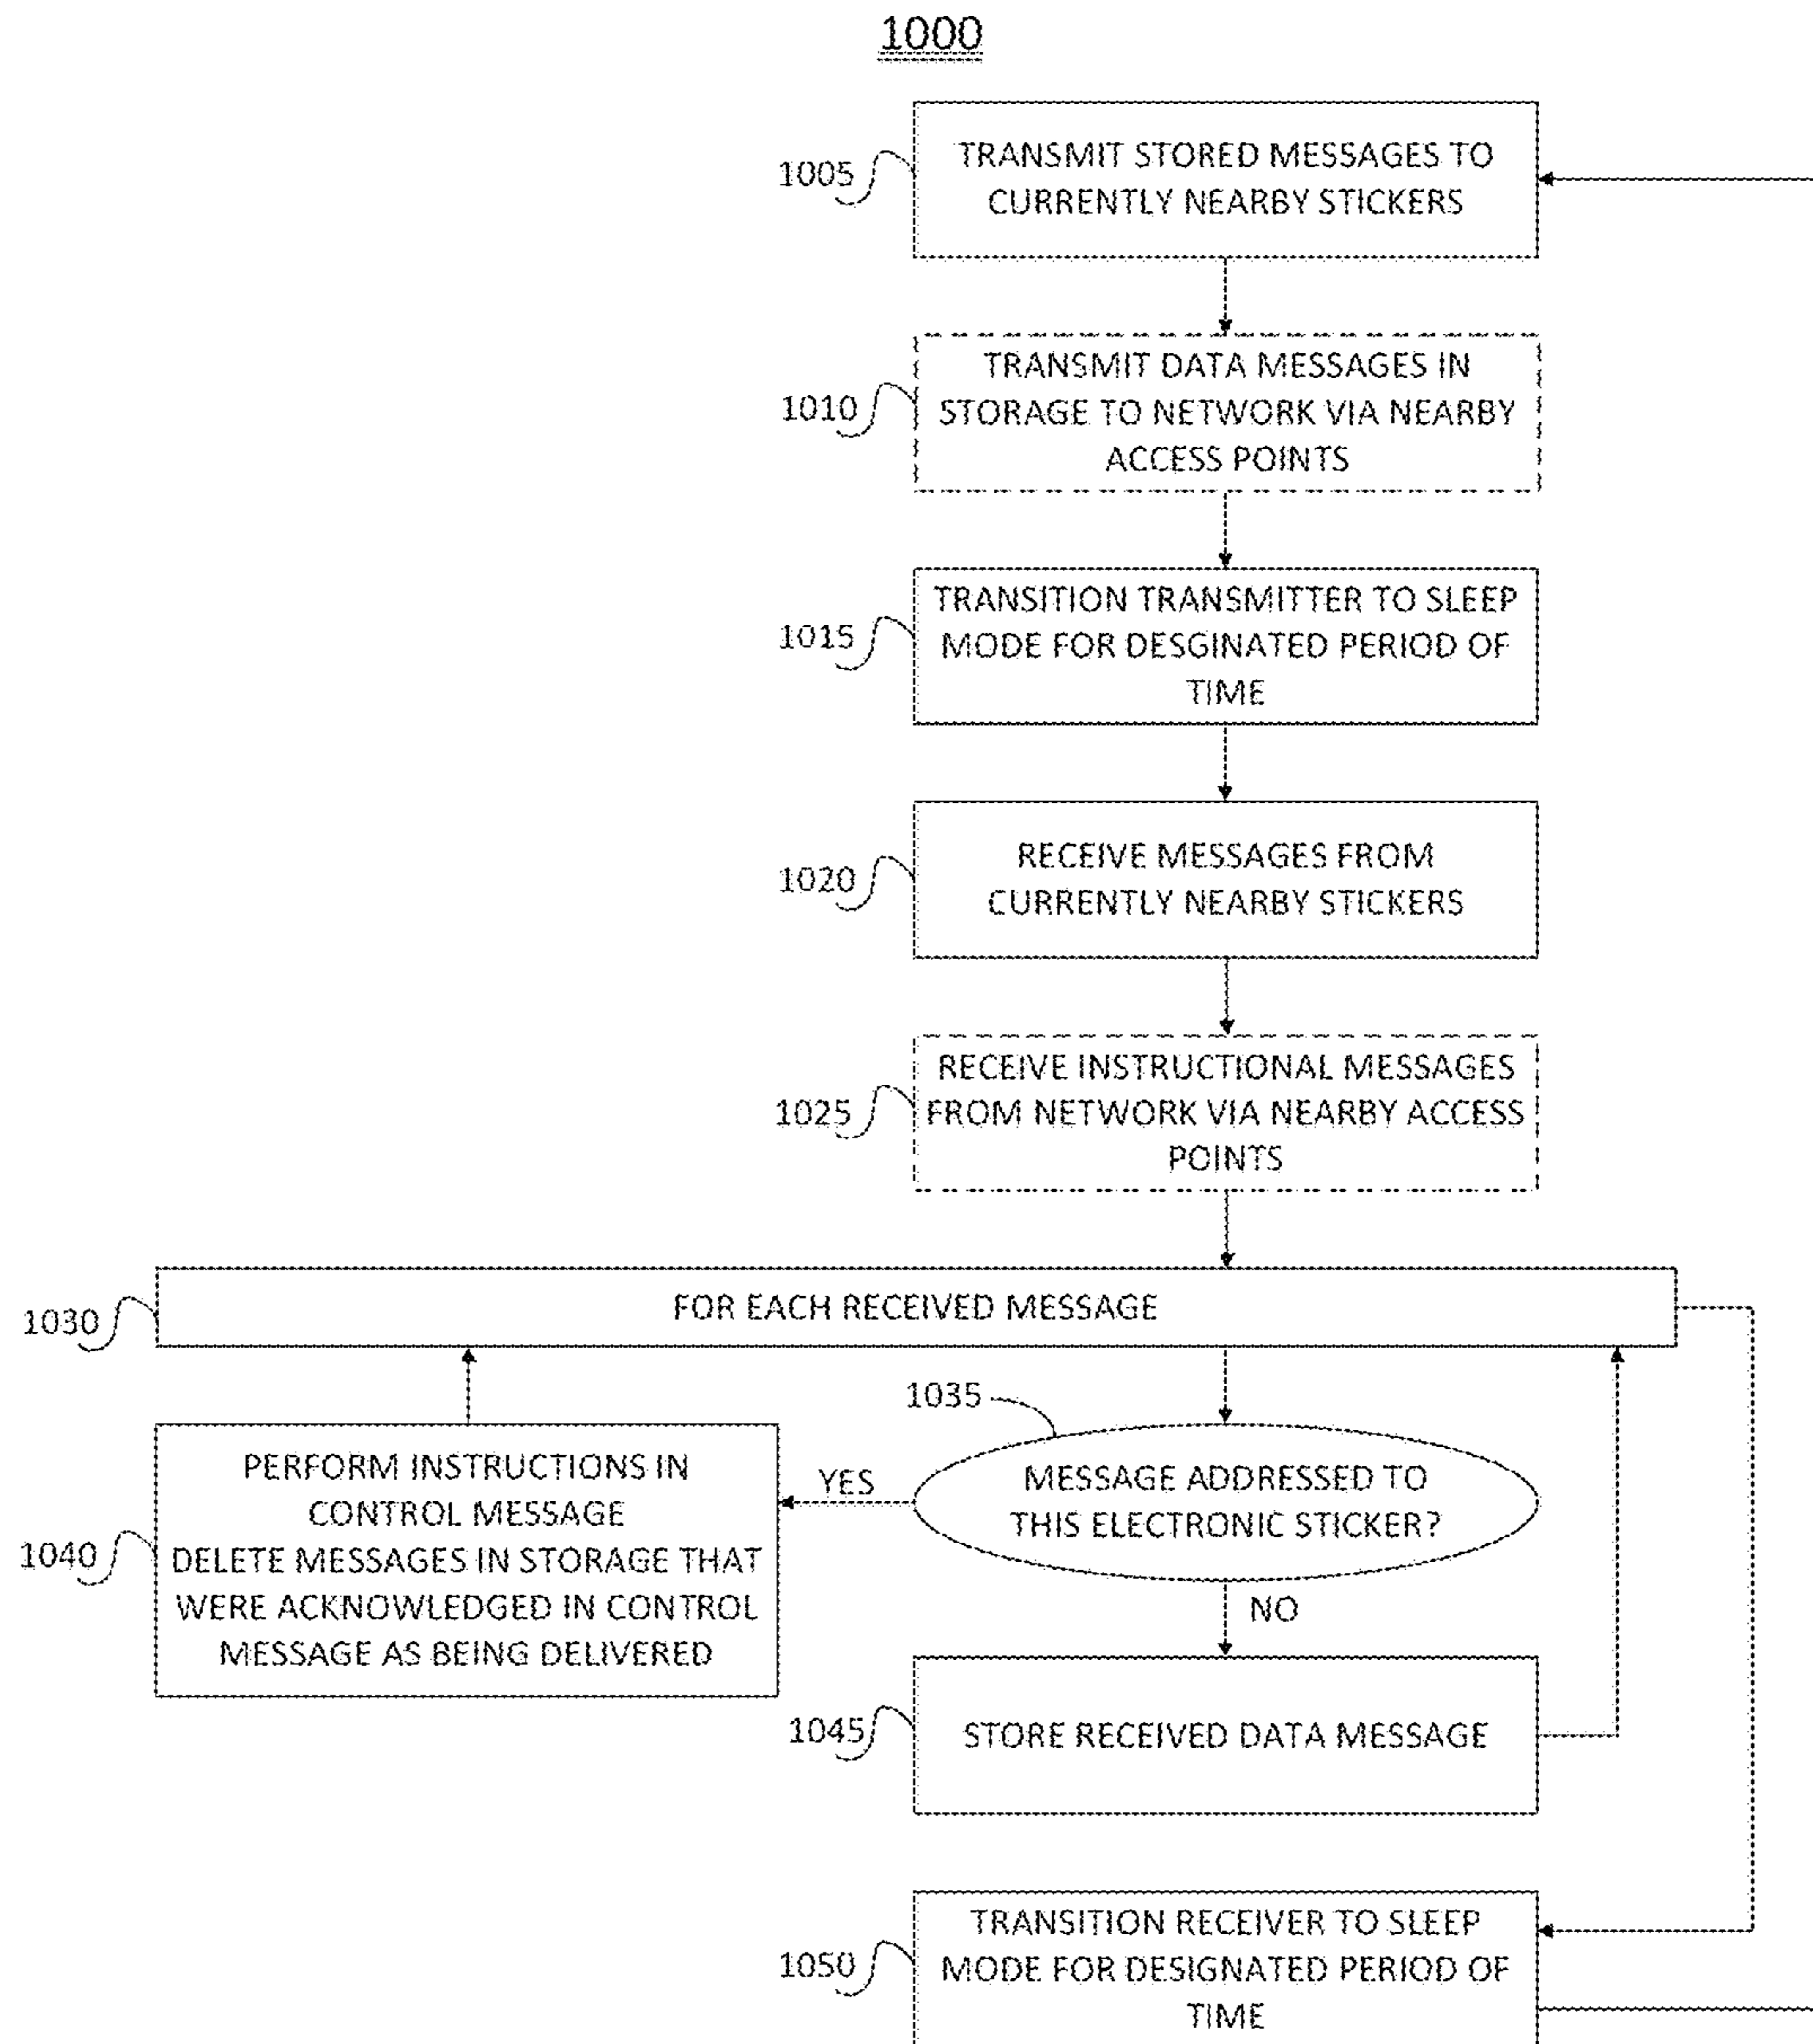 1000
1005
TRANSMIT STORED MESSAGES TO
CURRENTLY NEARBY STICKERS
1010
TRANSMIT DATA MESSAGES IN
STORAGE TO NETWORK VIA NEARBY
ACCESS POINTS
1015
TRANSITION TRANSMITTER TO SLEEP
MODE FOR DESGINATED PERIOD OF
TIME
1020
RECEIVE MESSAGES FROM
CURRENTLY NEARBY STICKERS
1025
RECEIVE INSTRUCTIONAL MESSAGES
FROM NETWORK VIA NEARBY ACCESS
POINTS
1030
FOR EACH RECEIVED MESSAGE
1035
MESSAGE ADDRESSED TO
THIS ELECTRONIC STICKER?
YES
1040
PERFORM INSTRUCTIONS IN
CONTROL MESSAGE
DELETE MESSAGES IN STORAGE THAT
WERE ACKNOWLEDGED IN CONTROL
MESSAGE AS BEING DELIVERED
NO
1045
STORE RECEIVED DATA MESSAGE
1050
TRANSITION RECEIVER TO SLEEP
MODE FOR DESIGNATED PERIOD OF
TIME